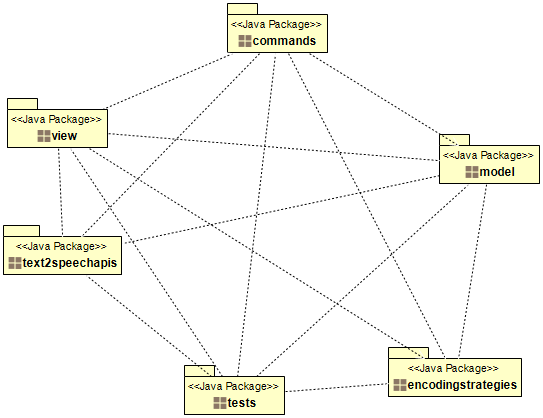 <<Java Package>>
commands
<<Java Package>>
view
<<Java Package>>
model
<<Java Package>>
text2speechapis
<<Java Package>>
encodingstrategies
<<Java Package>>
tests